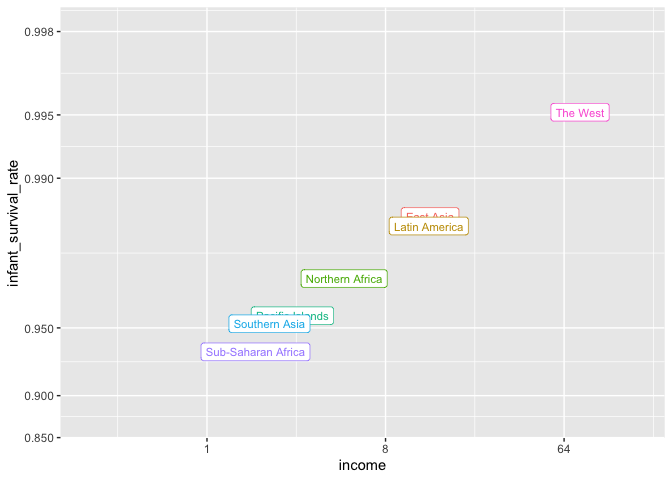 0.998
The West
0.995
0.990
East Asia
Latin America
infant_survival_rate
Northern Africa
Pacific Islands
Southern Asia
0.950
Sub-Saharan Africa
0.900
0.850
1
8
64
income